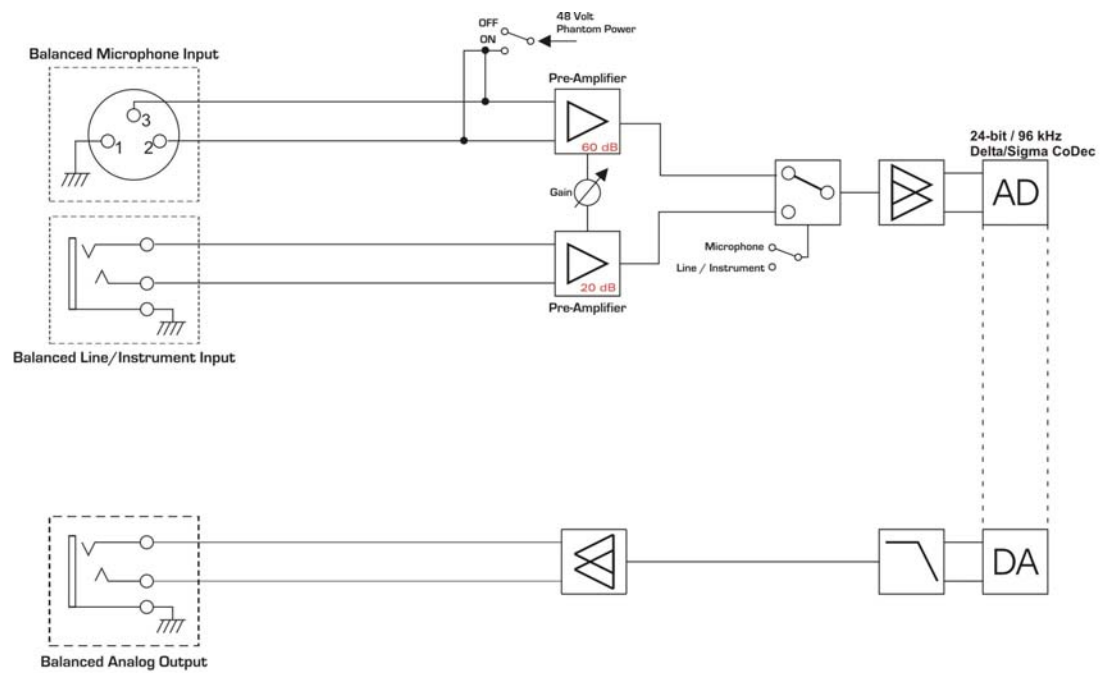 48 Volt
Phantom Power
OFF
ON
Balanced Microphone Input
Pre-Amplifier
3
1
2
60 dB
24-bit / 96 kHz
Delta/Sigma CoDec
AD
Gain
Microphone
Line / Instrument
20 dB
Pre-Amplifier
Balanced Line/Instrument Input
DA
Balanced Analog Output